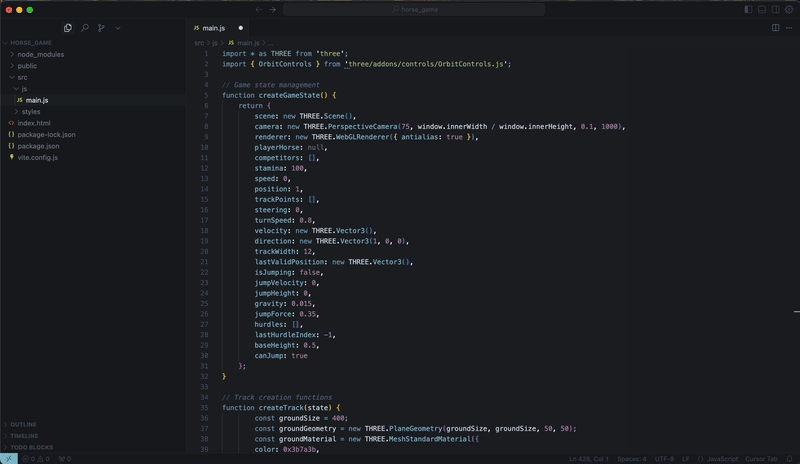 horse_game
main.js
HORSE_GAME
node_modules
public
src
js
JS main.js
styles
<> index.html
{} package-lock.json
{} package.json
vite.config.js
OUTLINE
TIMELINE
TODO BLOCKS
JS main.js
src > js > JS main.js > ...
1 import * as THREE from 'three';
2 import { OrbitControls } from 'three/addons/controls/OrbitControls.js';
3
4 // Game state management
5 function createGameState() {
6 return {
7 scene: new THREE.Scene(),
8 camera: new THREE.PerspectiveCamera(75, window.innerWidth / window.innerHeight, 0.1, 1000),
9 renderer: new THREE.WebGLRenderer({ antialias: true }),
10 playerHorse: null,
11 competitors: [],
12 stamina: 100,
13 speed: 0,
14 position: 1,
15 trackPoints: [],
16 steering: 0,
17 turnSpeed: 0.8,
18 velocity: new THREE.Vector3(),
19 direction: new THREE.Vector3(1, 0, 0),
20 trackWidth: 12,
21 lastValidPosition: new THREE.Vector3(),
22 isJumping: false,
23 jumpVelocity: 0,
24 jumpHeight: 0,
25 gravity: 0.015,
26 jumpForce: 0.35,
27 hurdles: [],
28 lastHurdleIndex: -1,
29 baseHeight: 0.5,
30 canJump: true
31 };
32 }
33
34 // Track creation functions
35 function createTrack(state) {
36 const groundSize = 400;
37 const groundGeometry = new THREE.PlaneGeometry(groundSize, groundSize, 50, 50);
38 const groundMaterial = new THREE.MeshStandardMaterial({
39 color: 0x3b7a3b,
0 0 0 Ln 428, Col 1 Spaces: 4 UTF-8 LF {} JavaScript Cursor Tab